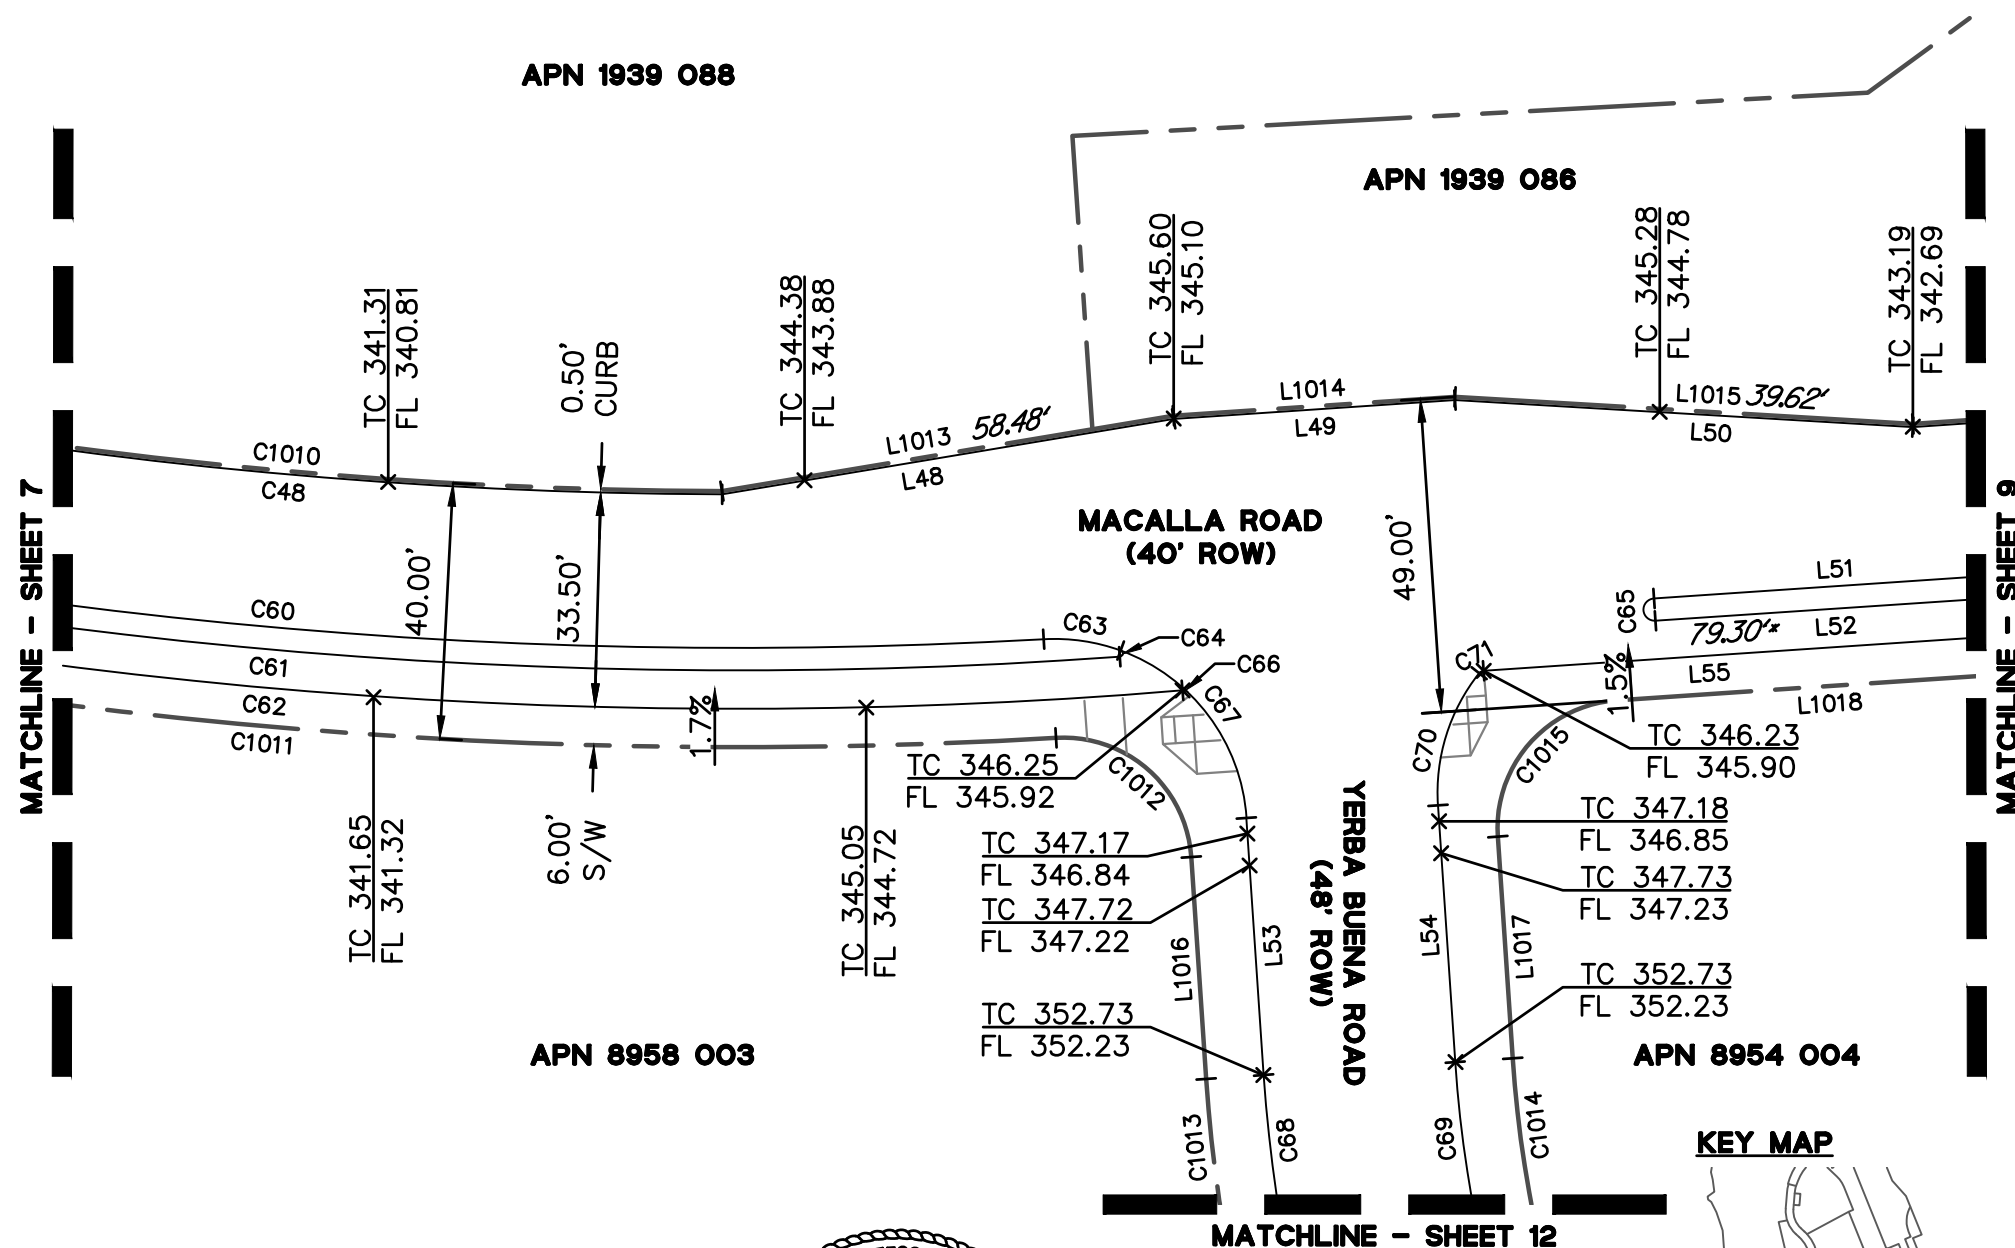 APN 1939 088
APN 1939 086
TC 341.31
FL 340.81
0.50'
CURB
TC 344.38
FL 343.88
TC 345.60
FL 345.10
TC 345.28
FL 344.78
TC 343.19
FL 342.69
C1010
C48
L1013 58.48'
L48
L1014
L49
L1015 39.62'
L50
MATCHLINE - SHEET 7
MATCHLINE - SHEET 9
MACALLA ROAD
(40' ROW)
40.00'
33.50'
49.00'
C60
C61
C62
C1011
C63
C64
C66
C67
C65
L51
79.30'* L52
C71
1.5%
L55
L1018
1.7%
C70
C1015
C1012
TC 346.25
FL 345.92
TC 346.23
FL 345.90
6.00'
S/W
TC 341.65
FL 341.32
TC 345.05
FL 344.72
TC 347.17
FL 346.84
TC 347.72
FL 347.22
TC 347.18
FL 346.85
TC 347.73
FL 347.23
YERBA BUENA ROAD
(48' ROW)
L1016
L53
L54
L1017
TC 352.73
FL 352.23
TC 352.73
FL 352.23
APN 8958 003
APN 8954 004
C1013
C68
C69
C1014
KEY MAP
MATCHLINE - SHEET 12